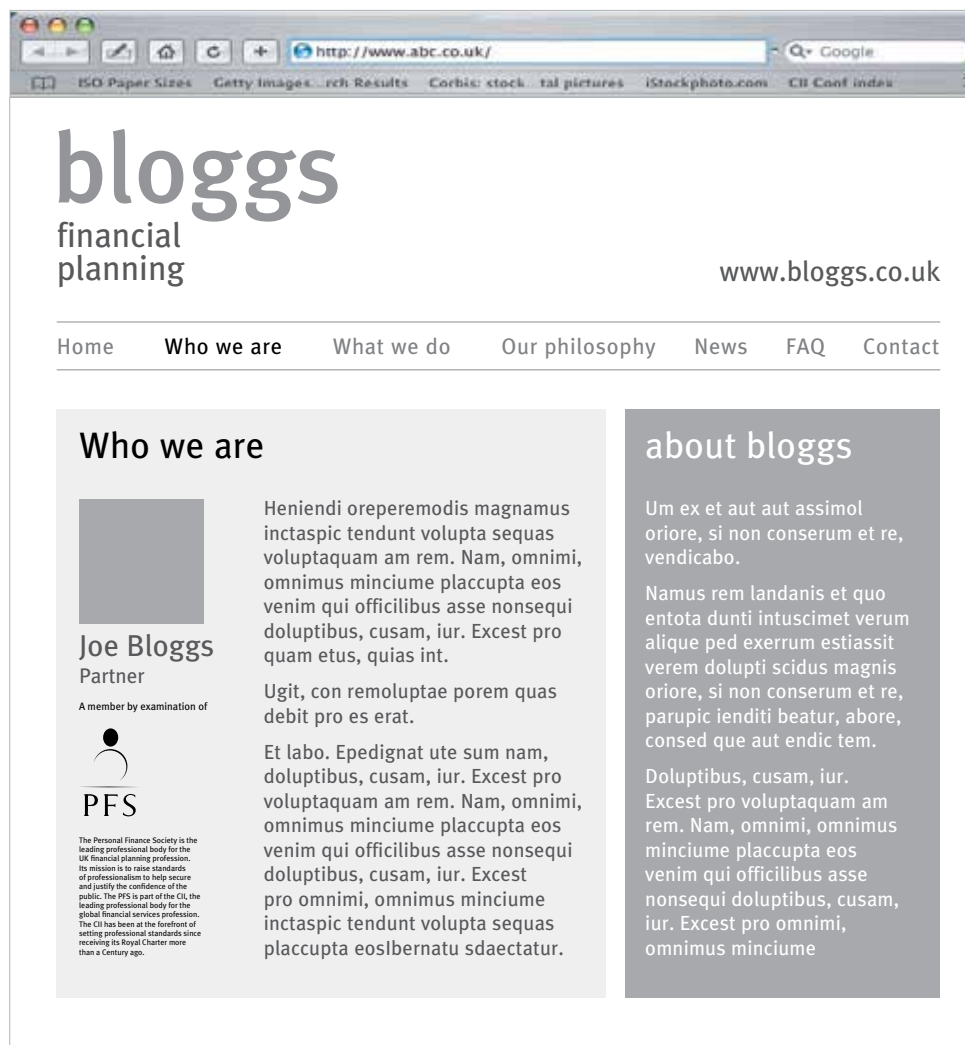 http://www.abc.co.uk/
Google
ISO Paper Sizes Getty Images...rch Results Corbis: stock...tal pictures iStockphoto.com CII Conf index
bloggs
financial
planning
www.bloggs.co.uk
Home Who we are What we do Our philosophy News FAQ Contact
Who we are
Joe Bloggs
Partner
A member by examination of
PFS
The Personal Finance Society is the
leading professional body for the
UK financial planning profession.
Its mission is to raise standards
of professionalism to help secure
and justify the confidence of the
public. The PFS is part of the CII, the
leading professional body for the
global financial services profession.
The CII has been at the forefront of
setting professional standards since
receiving its Royal Charter more
than a Century ago.
Heniendi oreperemodis magnamus
inctaspic tendunt volupta sequas
voluptaquam am rem. Nam, omnimi,
omnimus minciume placcupta eos
venim qui officilibus asse nonsequi
doluptibus, cusam, iur. Excest pro
quam etus, quias int.
Ugit, con remoluptae porem quas
debit pro es erat.
Et labo. Epedignat ute sum nam,
doluptibus, cusam, iur. Excest pro
voluptaquam am rem. Nam, omnimi,
omnimus minciume placcupta eos
venim qui officilibus asse nonsequi
doluptibus, cusam, iur. Excest
pro omnimi, omnimus minciume
inctaspic tendunt volupta sequas
placcupta eosIbernatu sdaectatur.
about bloggs
Um ex et aut aut assimol
oriore, si non conserum et re,
vendicabo.
Namus rem landanis et quo
entota dunti intuscimet verum
alique ped exerrum estiassit
verem dolupti scidus magnis
oriore, si non conserum et re,
parupic ienditi beatur, abore,
consed que aut endic tem.
Doluptibus, cusam, iur.
Excest pro voluptaquam am
rem. Nam, omnimi, omnimus
minciume placcupta eos
venim qui officilibus asse
nonsequi doluptibus, cusam,
iur. Excest pro omnimi,
omnimus minciume